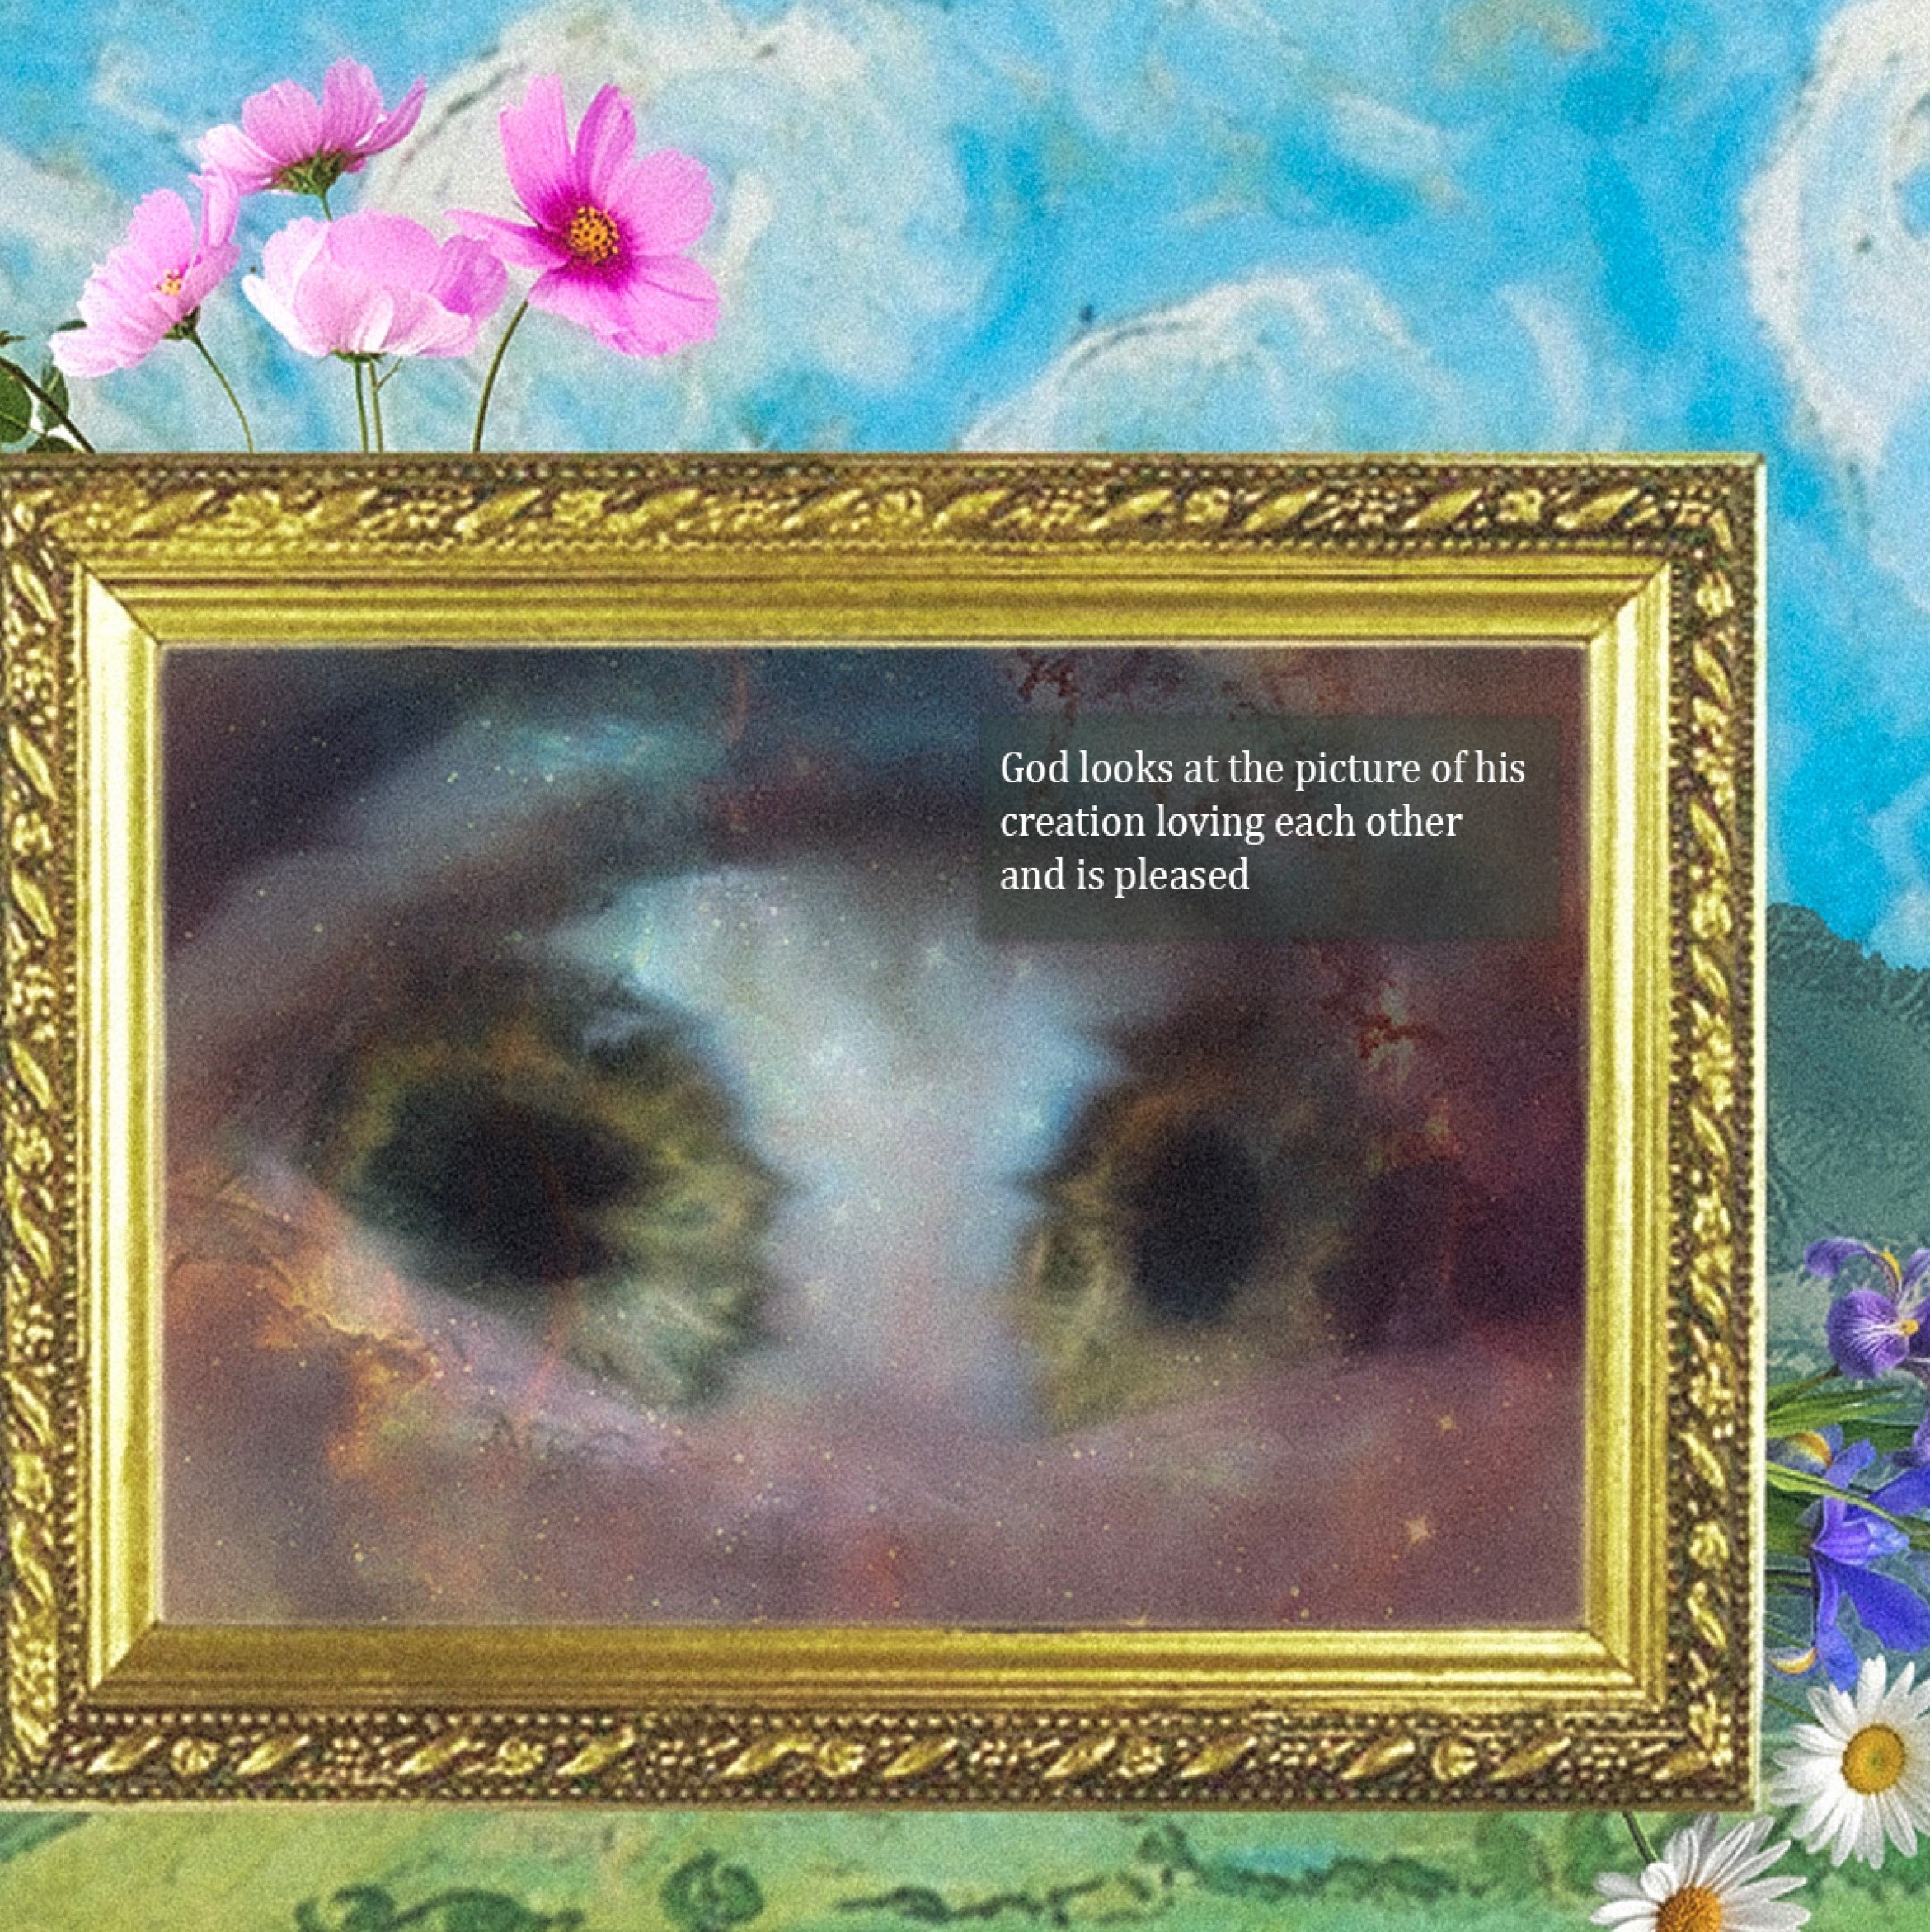 God looks at the picture of his
creation loving each other
and is pleased